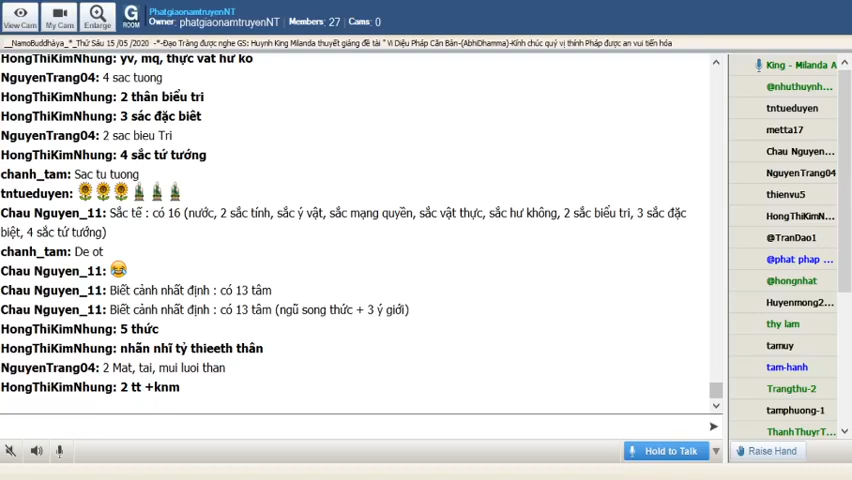 PhatgiaonamtruyenNT
Owner: phatgiaonamtruyenNT Members: 27 Cams: 0
View Cam My Cam Enlarge G ROOM
__NamoBuddhàya_*_Thứ Sáu 15 /05 /2020 -*-Đạo Tràng được nghe GS: Huynh King Milanda thuyết giảng đề tài " Vi Diệu Pháp Căn Bản-(AbhiDhamma)-Kính chúc quý vị thính Pháp được an vui tiến hóa
HongThiKimNhung: yv, mq, thực vat hư ko
NguyenTrang04: 4 sac tuong
HongThiKimNhung: 2 thân biểu tri
HongThiKimNhung: 3 sác đặc biêt
NguyenTrang04: 2 sac bieu Tri
HongThiKimNhung: 4 sắc tứ tướng
chanh_tam: Sac tu tuong
tntueduyen:
Chau Nguyen_11: Sắc tế : có 16 (nước, 2 sắc tính, sắc ý vật, sắc mạng quyền, sắc vật thực, sắc hư không, 2 sắc biểu tri, 3 sắc đặc
biệt, 4 sắc tứ tướng)
chanh_tam: De ot
Chau Nguyen_11:
Chau Nguyen_11: Biết cảnh nhất định : có 13 tâm
Chau Nguyen_11: Biết cảnh nhất định : có 13 tâm (ngũ song thức + 3 ý giới)
HongThiKimNhung: 5 thức
HongThiKimNhung: nhãn nhĩ tỷ thieeth thân
NguyenTrang04: 2 Mat, tai, mui luoi than
HongThiKimNhung: 2 tt +knm
Hold to Talk
King - Milanda A
@nhuthuynh...
tntueduyen
metta17
Chau Nguyen...
NguyenTrang04
thienvu5
HongThiKimN...
@TranDao1
@phat phap ...
@hongnhat
Huyenmong2...
thy lam
tamuy
tam-hanh
Trangthu-2
tamphuong-1
ThanhThuyrT...
Raise Hand